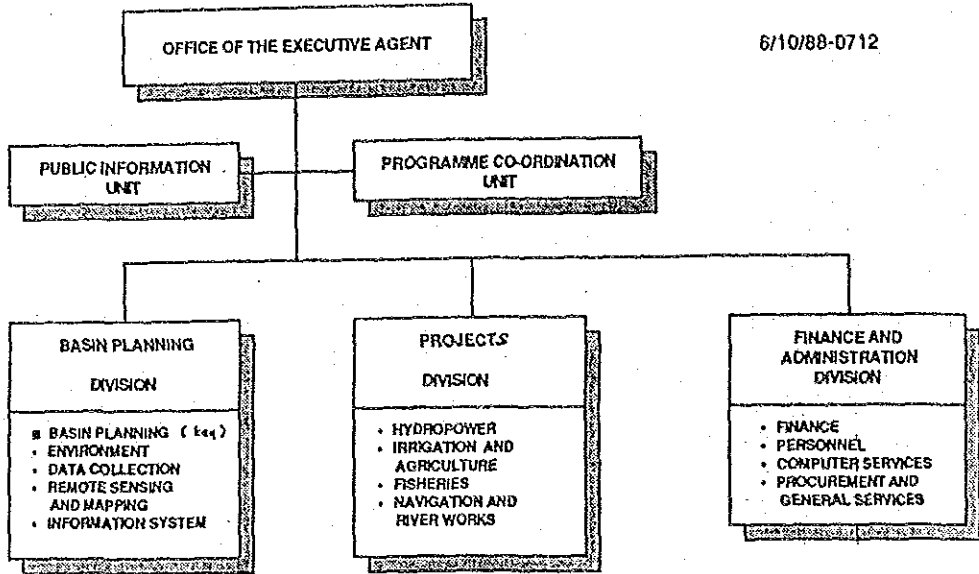 OFFICE OF THE EXECUTIVE AGENT
6/10/88-0712
PUBLIC INFORMATION
UNIT
PROGRAMME CO-ORDINATION
UNIT
BASIN PLANNING
DIVISION
BASIN PLANNING
• ENVIRONMENT
• DATA COLLECTION
• REMOTE SENSING
AND MAPPING
• INFORMATION SYSTEM
PROJECTS
DIVISION
• HYDROPOWER
• IRRIGATION AND
AGRICULTURE
• FISHERIES
• NAVIGATION AND
RIVER WORKS
FINANCE AND
ADMINISTRATION
DIVISION
• FINANCE
• PERSONNEL
• COMPUTER SERVICES
• PROCUREMENT AND
GENERAL SERVICES